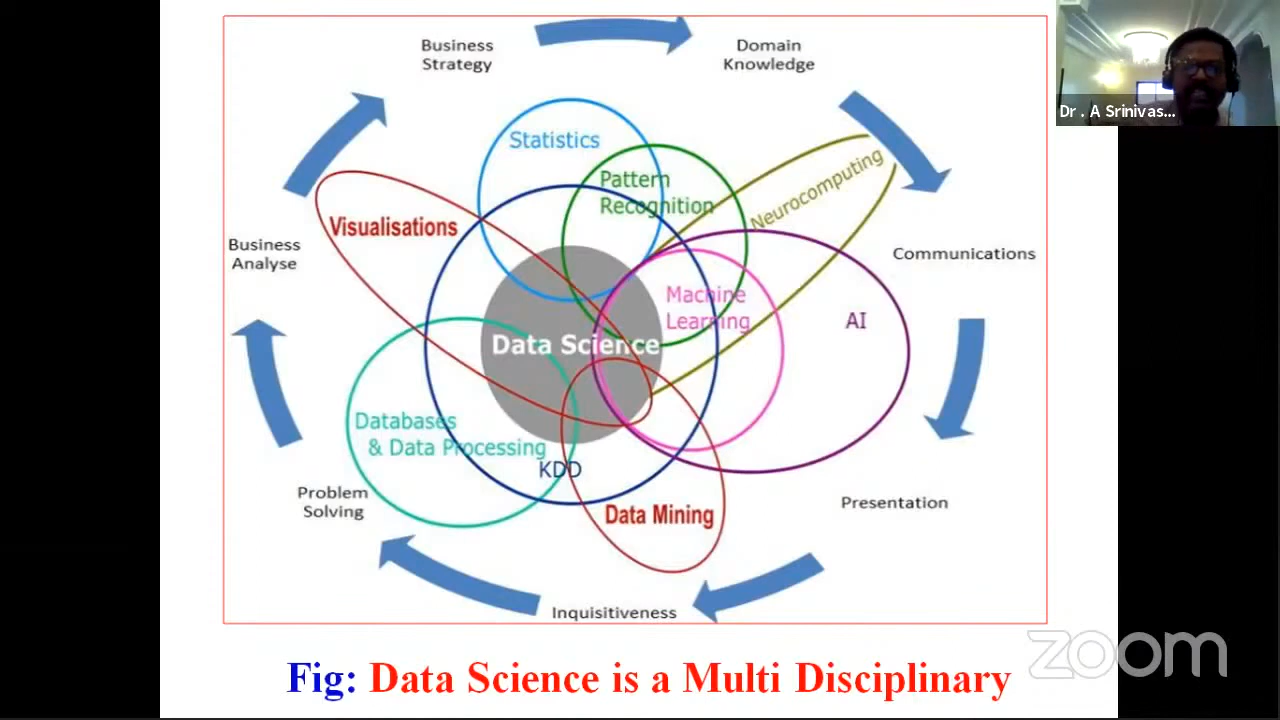 Business
Strategy
Domain
Knowledge
Dr . A Srinivas...
Statistics
Pattern
Recognition
Neurocomputing
Visualisations
Business
Analyse
Communications
Machine
Learning
AI
Data Science
Databases
& Data Processing
KDD
Problem
Solving
Data Mining
Presentation
Inquisitiveness
zoom
Fig: Data Science is a Multi Disciplinary